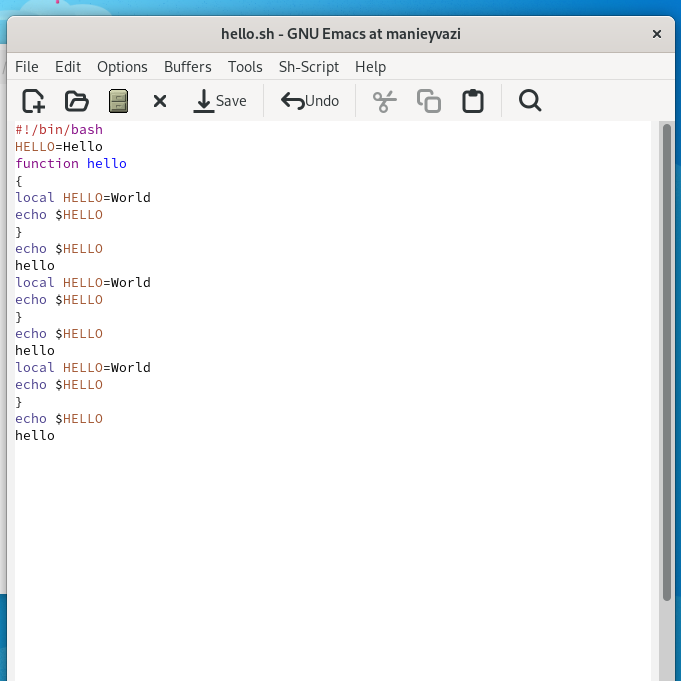 hello.sh - GNU Emacs at manieyvazi
File Edit Options Buffers Tools Sh-Script Help
Save Undo
#!/bin/bash
HELLO=Hello
function hello
{
local HELLO=World
echo $HELLO
}
echo $HELLO
hello
local HELLO=World
echo $HELLO
}
echo $HELLO
hello
local HELLO=World
echo $HELLO
}
echo $HELLO
hello